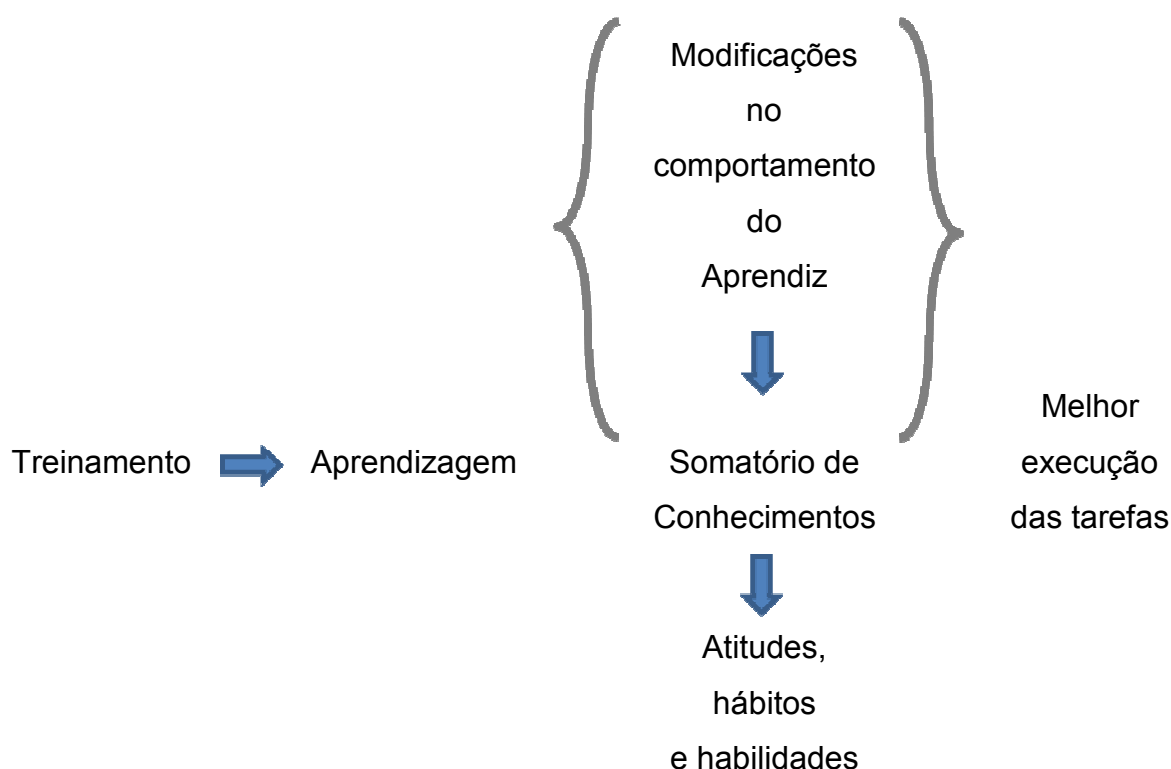 Modificações
no
comportamento
do
Aprendiz
Treinamento
Aprendizagem
Somatório de
Conhecimentos
Atitudes,
hábitos
e habilidades
Melhor
execução
das tarefas